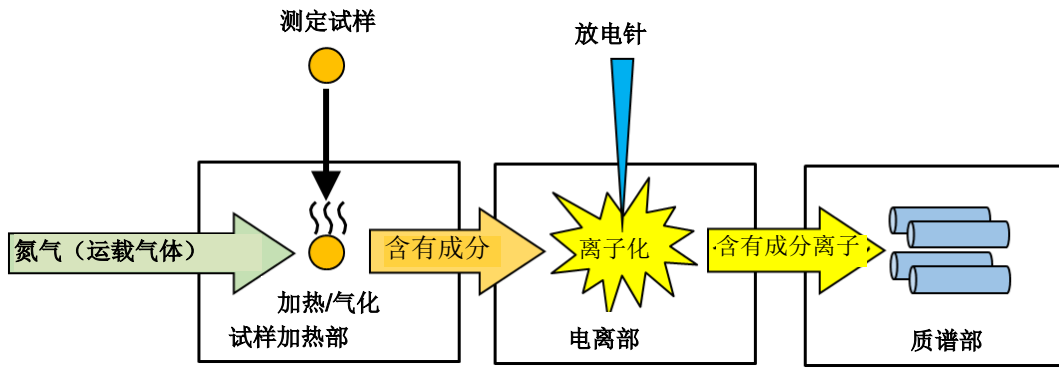 测定试样
放电针
氮气（运载气体）
含有成分
离子化
·含有成分离子·
加热/气化
试样加热部
电离部
质谱部